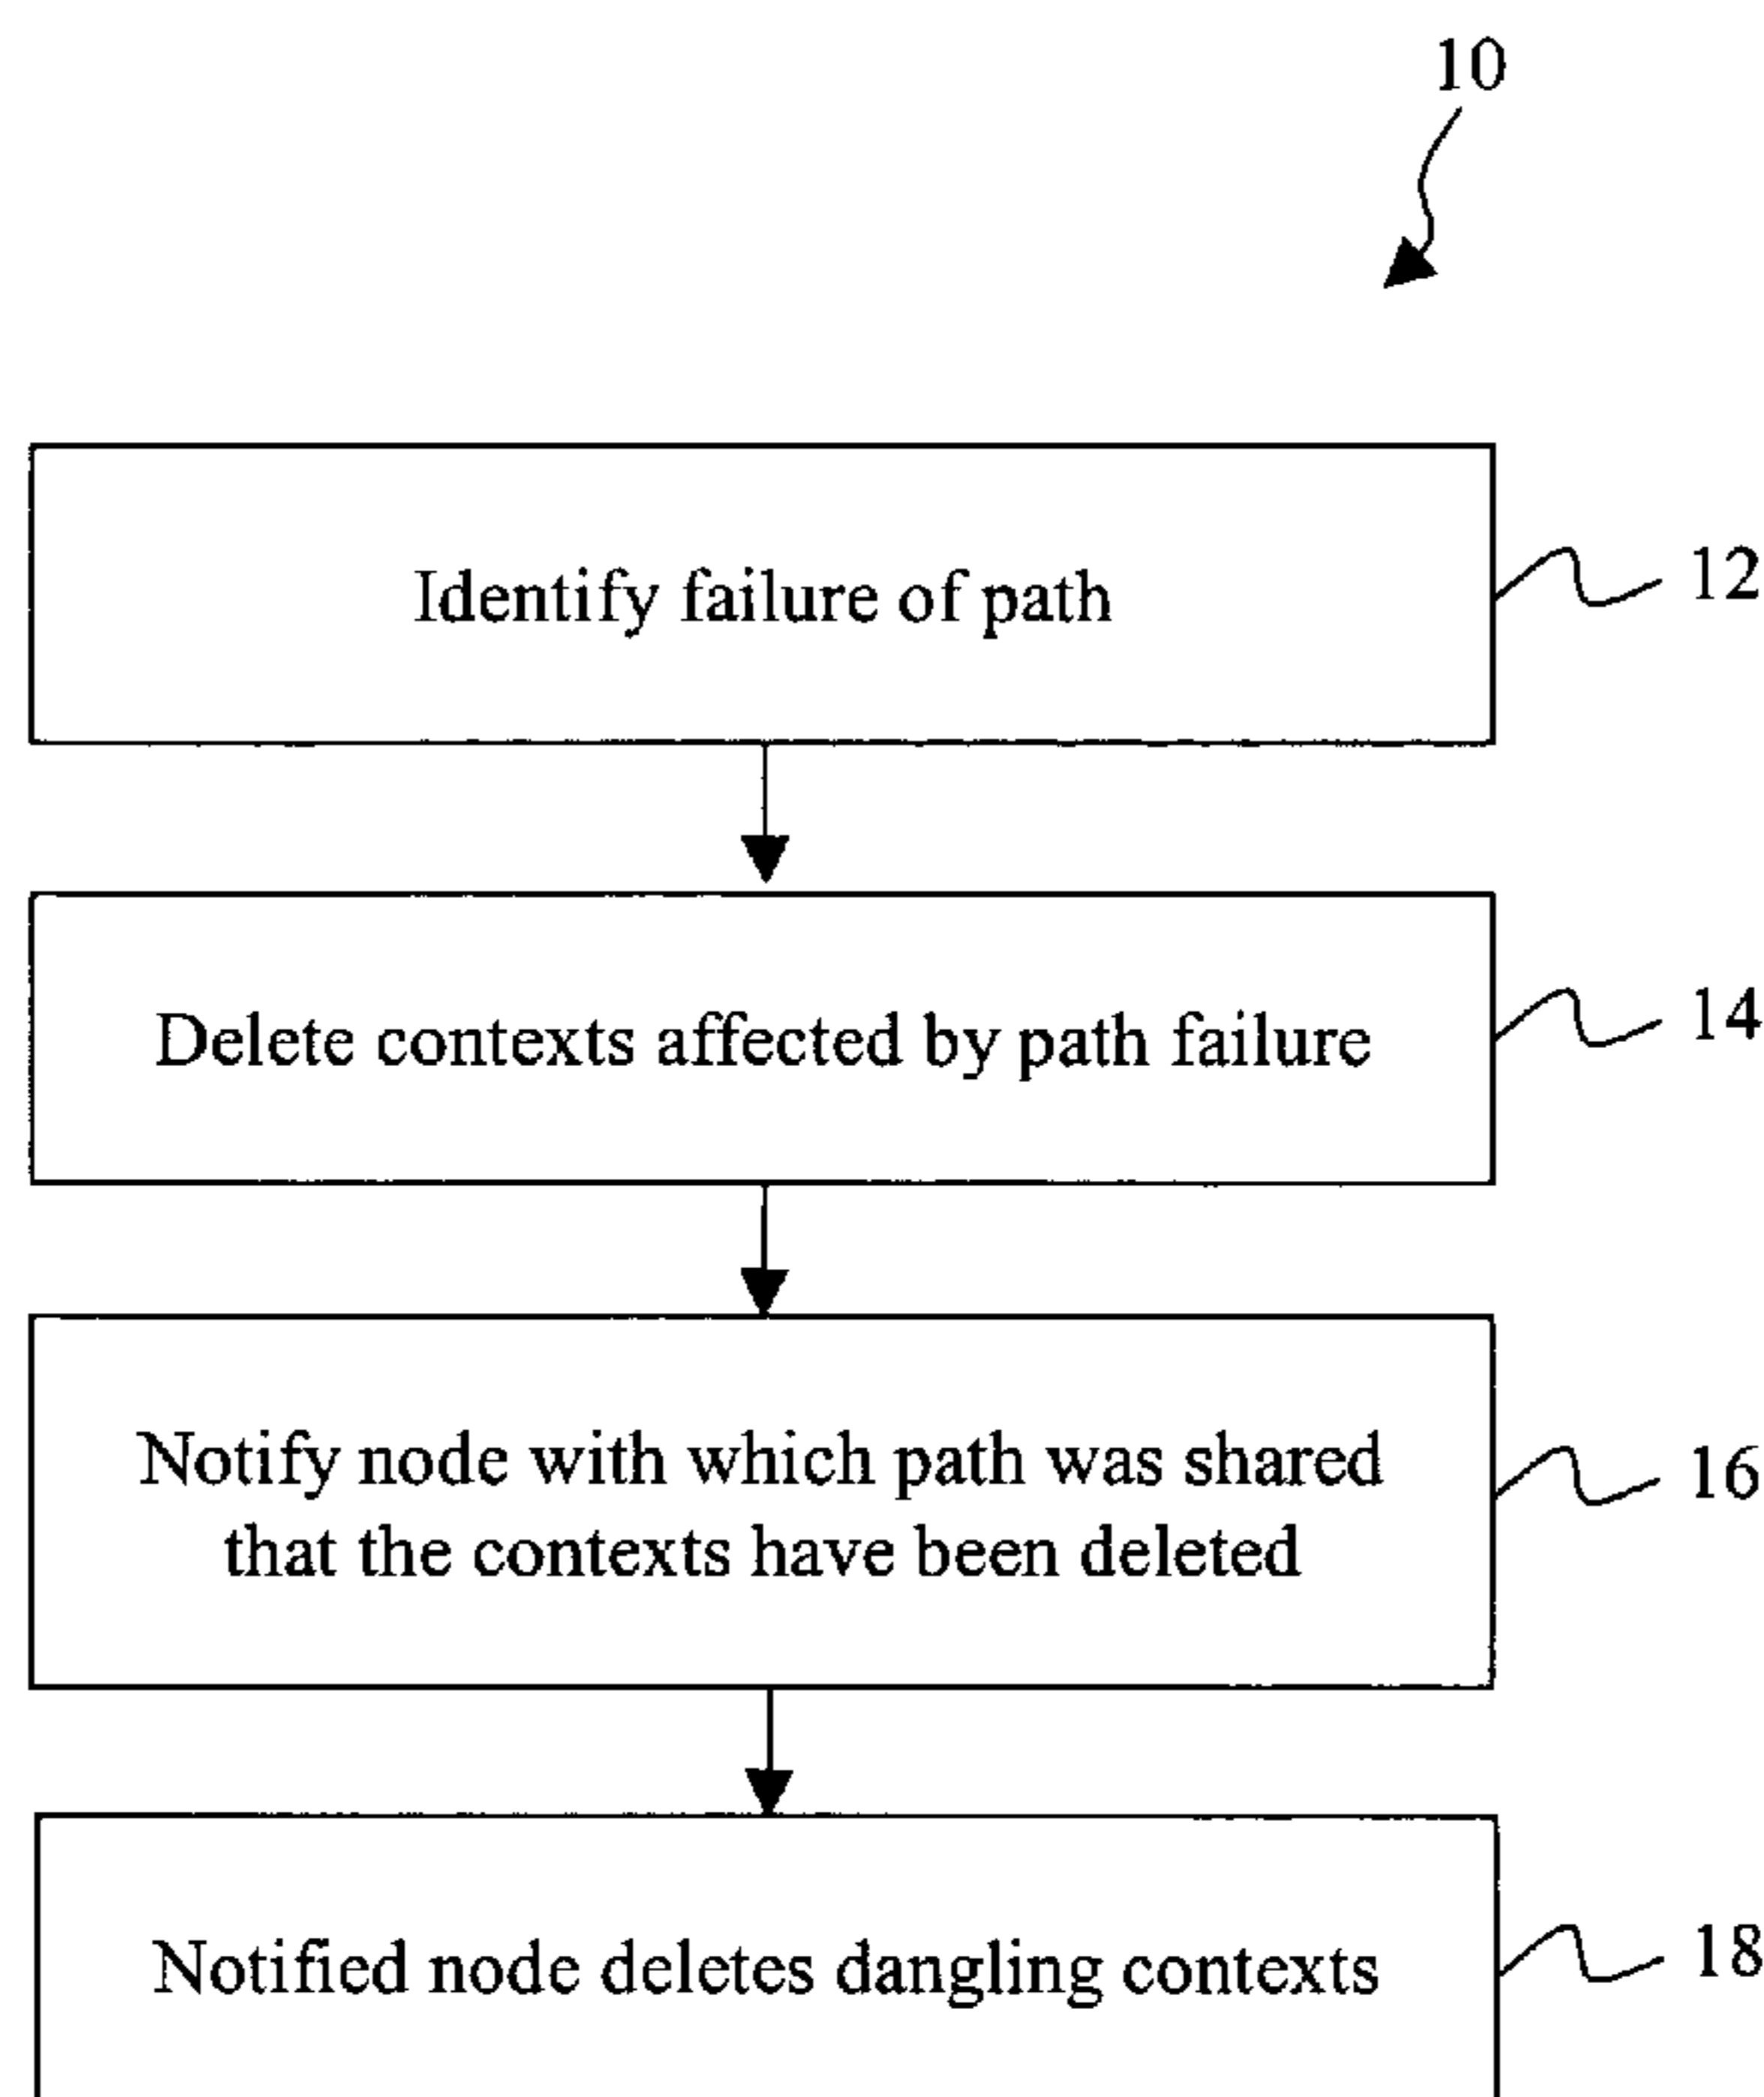 10
Identify failure of path
12
Delete contexts affected by path failure
14
Notify node with which path was shared
that the contexts have been deleted
16
Notified node deletes dangling contexts
18